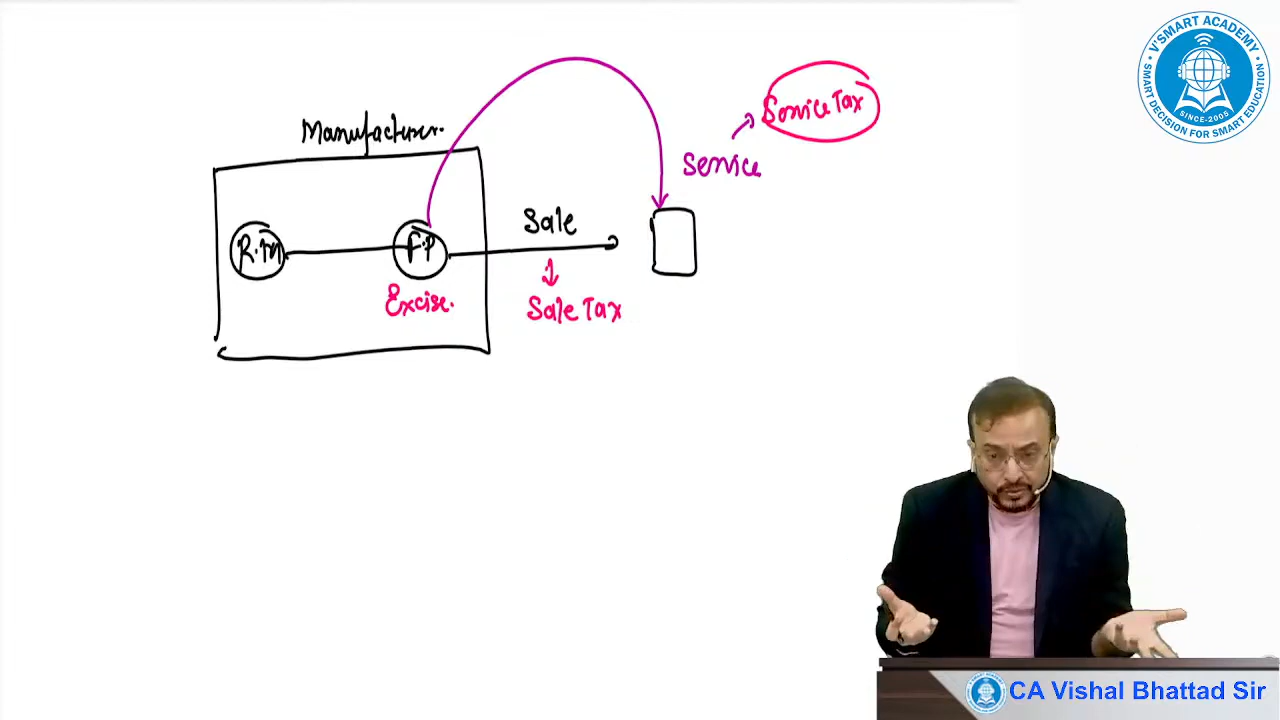 V'SMART ACADEMY
SMART DECISION FOR SMART EDUCATION
SINCE-2005
Service Tax
Manufacturer.
Service
Sale
R.M
F.P
Excise.
Sale Tax
CA Vishal Bhattad Sir